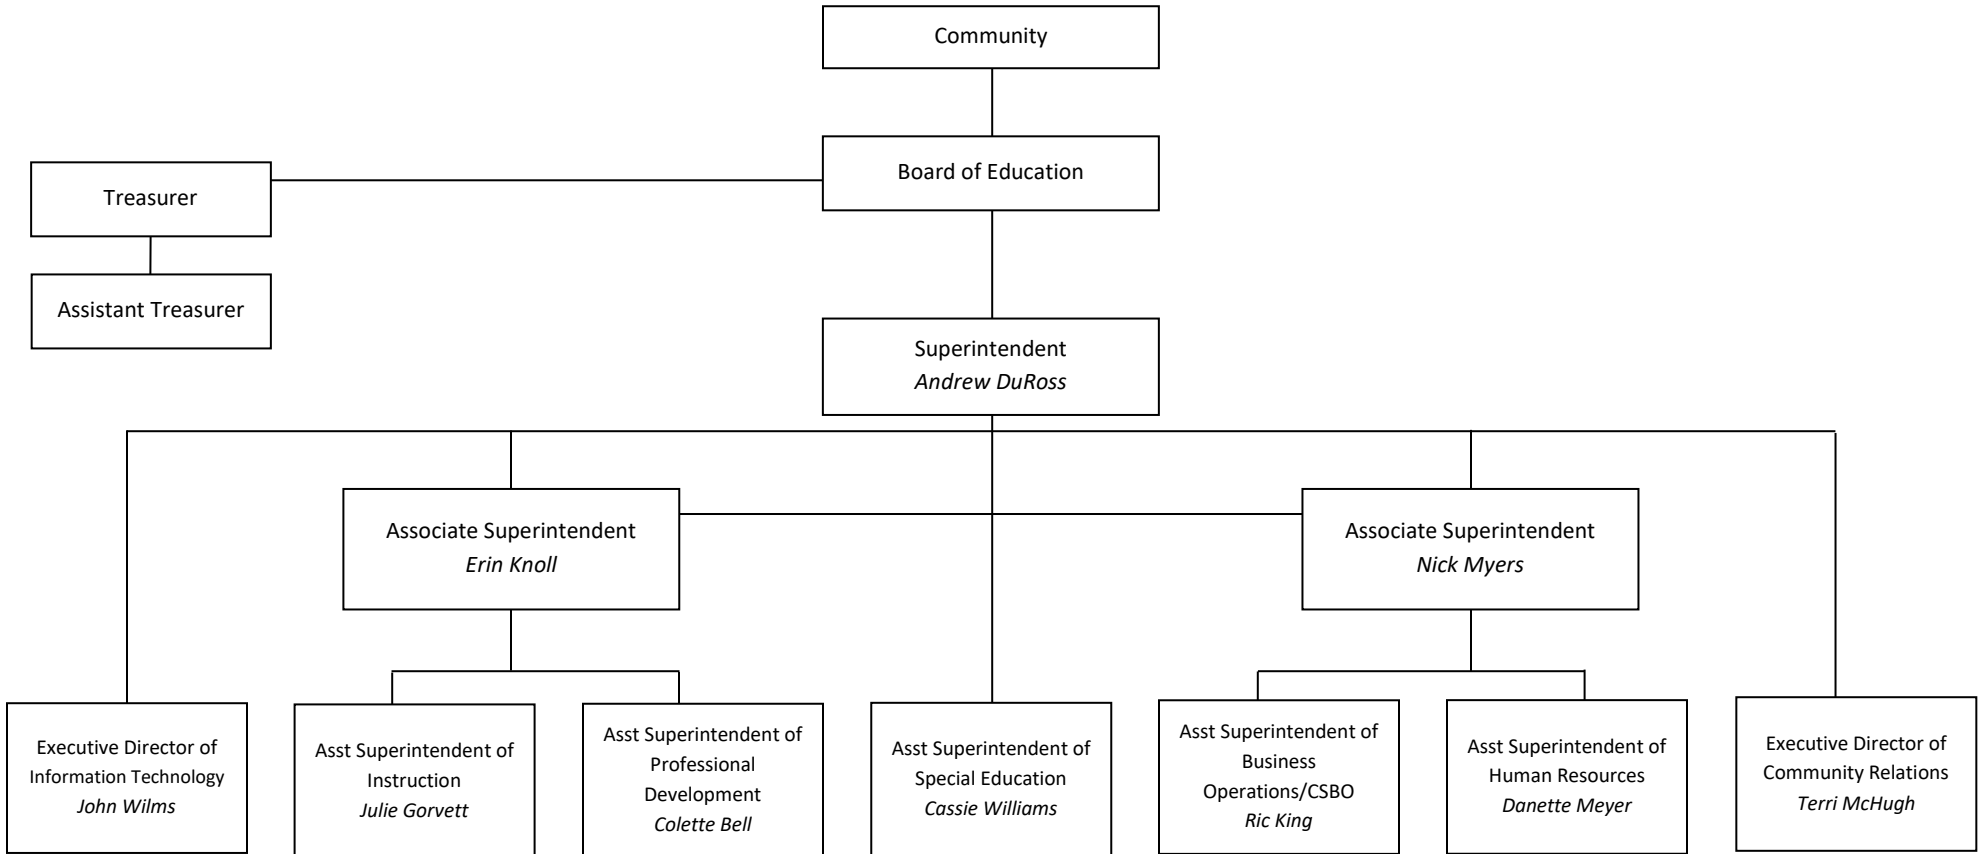 Community
Board of Education
Treasurer
Assistant Treasurer
Superintendent
Andrew DuRoss
Associate Superintendent
Erin Knoll
Associate Superintendent
Nick Myers
Executive Director of
Information Technology
John Wilms
Asst Superintendent of
Instruction
Julie Gorvett
Asst Superintendent of
Professional
Development
Colette Bell
Asst Superintendent of
Special Education
Cassie Williams
Asst Superintendent of
Business
Operations/CSBO
Ric King
Asst Superintendent of
Human Resources
Danette Meyer
Executive Director of
Community Relations
Terri McHugh